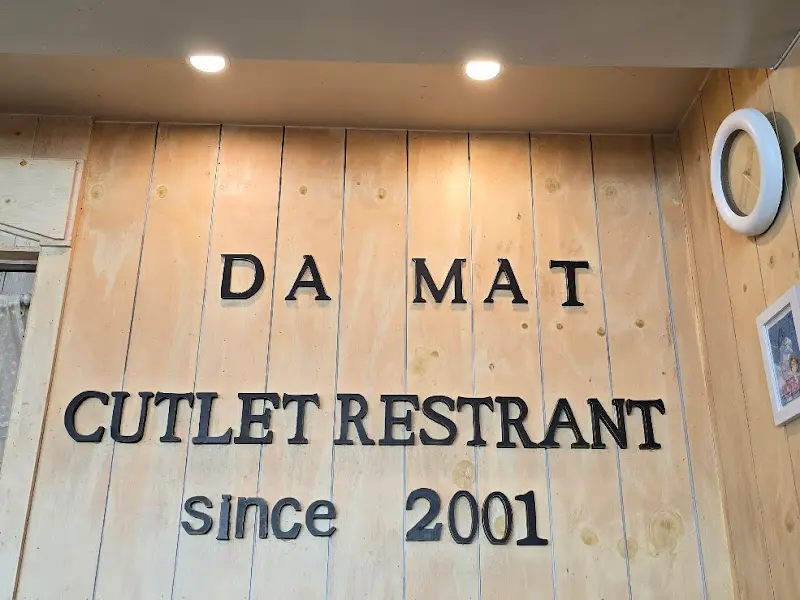 DA MAT
CUTLET RESTRANT
since 2001